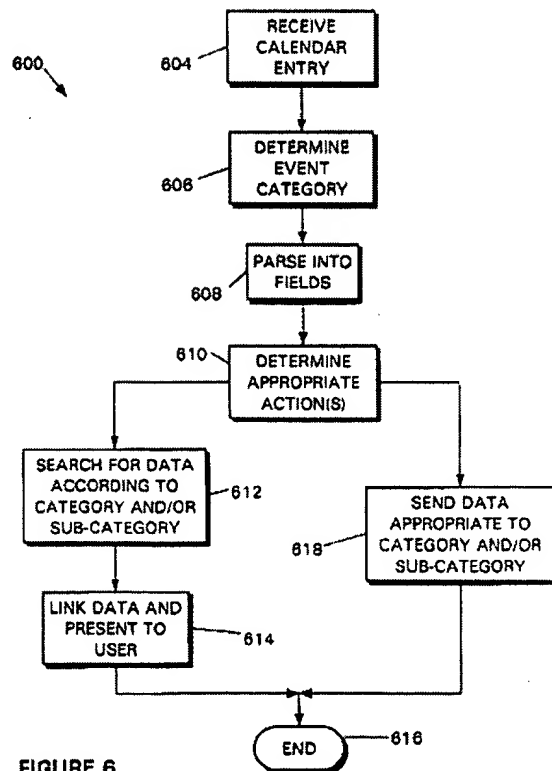 RECEIVE
CALENDAR
ENTRY
604
600
DETERMINE
EVENT
CATEGORY
606
PARSE INTO
FIELDS
608
610
DETERMINE
APPROPRIATE
ACTION(S)
SEARCH FOR DATA
ACCORDING TO
CATEGORY AND/OR
SUB-CATEGORY
612
SEND DATA
APPROPRIATE TO
CATEGORY AND/OR
SUB-CATEGORY
618
LINK DATA AND
PRESENT TO
USER
614
END
616
FIGURE 6